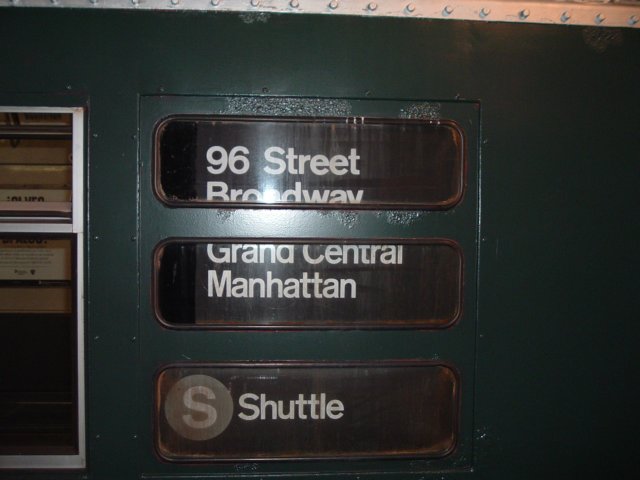 96 Street
Broadway
Grand Central
Manhattan
S Shuttle